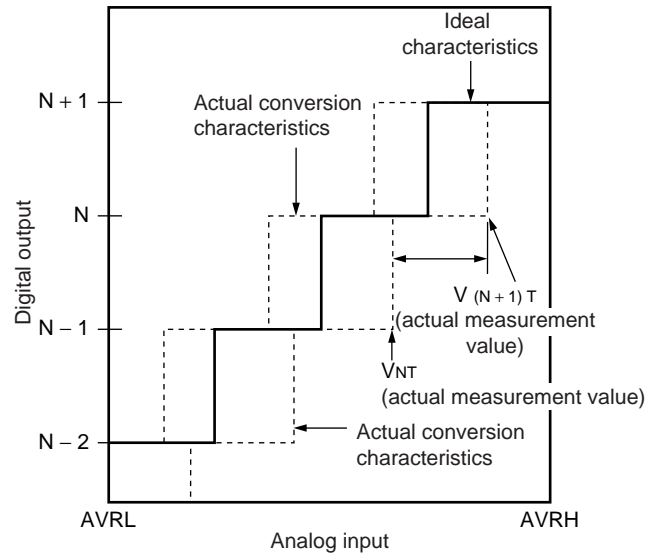 Ideal
characteristics
N + 1
Actual conversion
characteristics
N
Digital output
V (N + 1) T
(actual measurement
value)
N – 1
VNT
(actual measurement value)
Actual conversion
characteristics
N – 2
AVRL
AVRH
Analog input